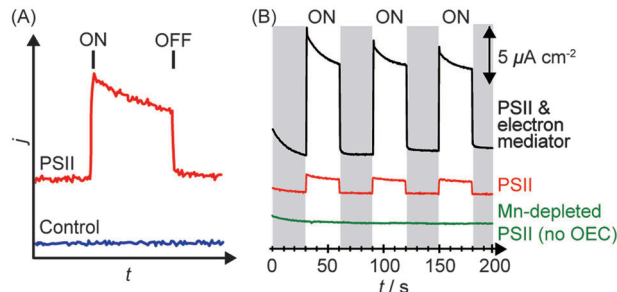 (A)
ON
OFF
j
PSII
Control
t
(B)
ON
ON
ON
5 µA cm⁻²
PSII &
electron
mediator
PSII
Mn-depleted
PSII (no OEC)
0
50
100
150
200
t / s